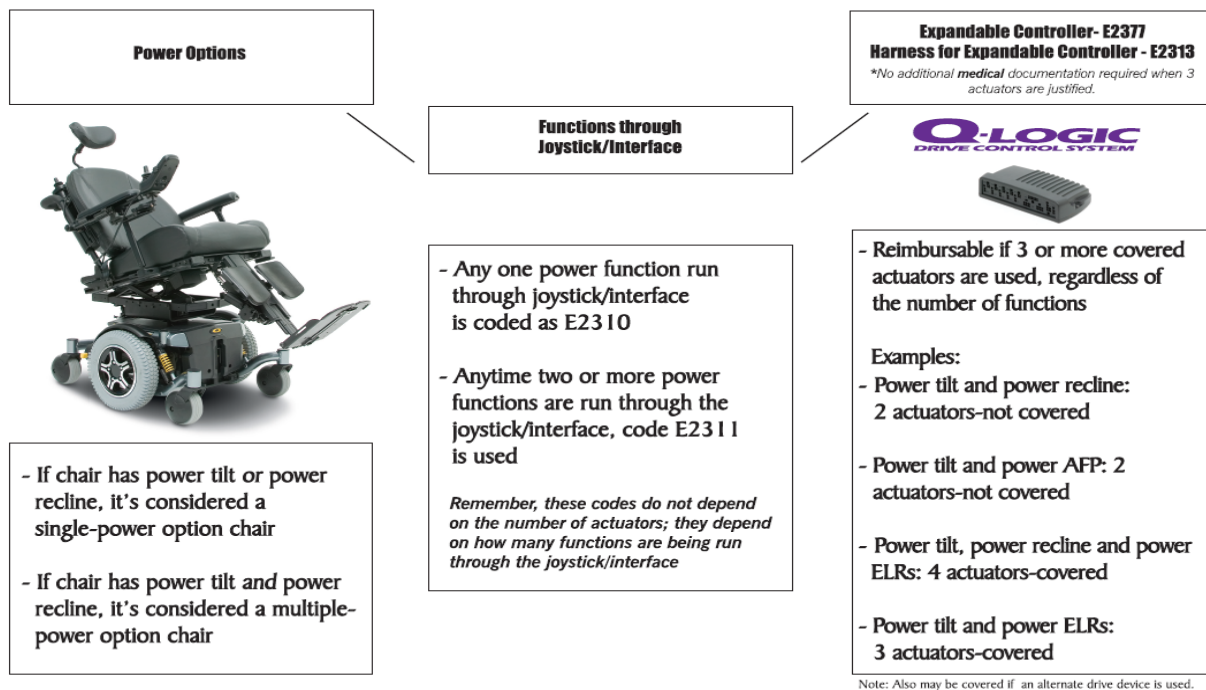 Power Options
- If chair has power tilt or power
recline, it's considered a
single-power option chair
- If chair has power tilt and power
recline, it's considered a multiple-
power option chair
Functions through
Joystick/Interface
- Any one power function run
through joystick/interface
is coded as E2310
- Anytime two or more power
functions are run through the
joystick/interface, code E2311
is used
Remember, these codes do not depend
on the number of actuators; they depend
on how many functions are being run
through the joystick/interface
Expandable Controller- E2377
Harness for Expandable Controller - E2313
*No additional medical documentation required when 3
actuators are justified.
Q-LOGIC
DRIVE CONTROL SYSTEM
- Reimbursable if 3 or more covered
actuators are used, regardless of
the number of functions
Examples:
- Power tilt and power recline:
2 actuators-not covered
- Power tilt and power AFP: 2
actuators-not covered
- Power tilt, power recline and power
ELRs: 4 actuators-covered
- Power tilt and power ELRs:
3 actuators-covered
Note: Also may be covered if an alternate drive device is used.